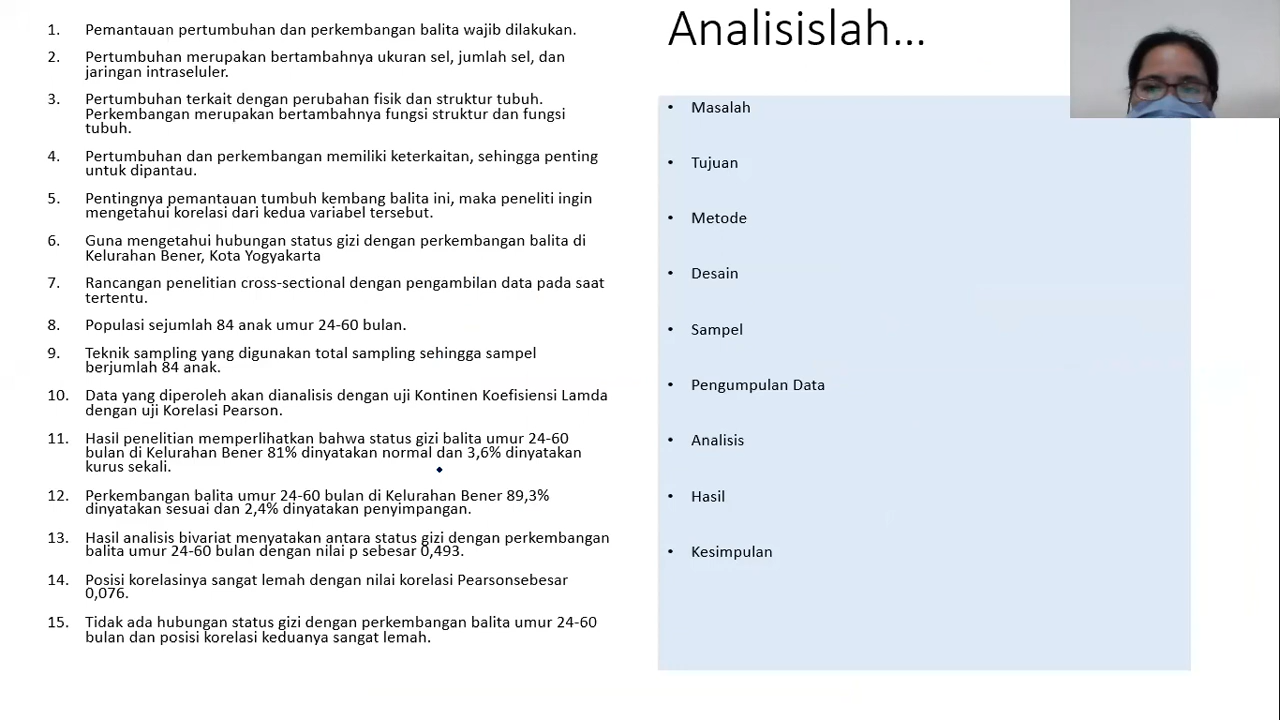 1. Pemantauan pertumbuhan dan perkembangan balita wajib dilakukan.
2. Pertumbuhan merupakan bertambahnya ukuran sel, jumlah sel, dan
jaringan intraseluler.
3. Pertumbuhan terkait dengan perubahan fisik dan struktur tubuh.
Perkembangan merupakan bertambahnya fungsi struktur dan fungsi
tubuh.
4. Pertumbuhan dan perkembangan memiliki keterkaitan, sehingga penting
untuk dipantau.
5. Pentingnya pemantauan tumbuh kembang balita ini, maka peneliti ingin
mengetahui korelasi dari kedua variabel tersebut.
6. Guna mengetahui hubungan status gizi dengan perkembangan balita di
Kelurahan Bener, Kota Yogyakarta
7. Rancangan penelitian cross-sectional dengan pengambilan data pada saat
tertentu.
8. Populasi sejumlah 84 anak umur 24-60 bulan.
9. Teknik sampling yang digunakan total sampling sehingga sampel
berjumlah 84 anak.
10. Data yang diperoleh akan dianalisis dengan uji Kontinen Koefisiensi Lamda
dengan uji Korelasi Pearson.
11. Hasil penelitian memperlihatkan bahwa status gizi balita umur 24-60
bulan di Kelurahan Bener 81% dinyatakan normal dan 3,6% dinyatakan
kurus sekali.
12. Perkembangan balita umur 24-60 bulan di Kelurahan Bener 89,3%
dinyatakan sesuai dan 2,4% dinyatakan penyimpangan.
13. Hasil analisis bivariat menyatakan antara status gizi dengan perkembangan
balita umur 24-60 bulan dengan nilai p sebesar 0,493.
14. Posisi korelasinya sangat lemah dengan nilai korelasi Pearsonsebesar
0,076.
15. Tidak ada hubungan status gizi dengan perkembangan balita umur 24-60
bulan dan posisi korelasi keduanya sangat lemah.
Analisislah...
• Masalah
• Tujuan
• Metode
• Desain
• Sampel
• Pengumpulan Data
• Analisis
• Hasil
• Kesimpulan